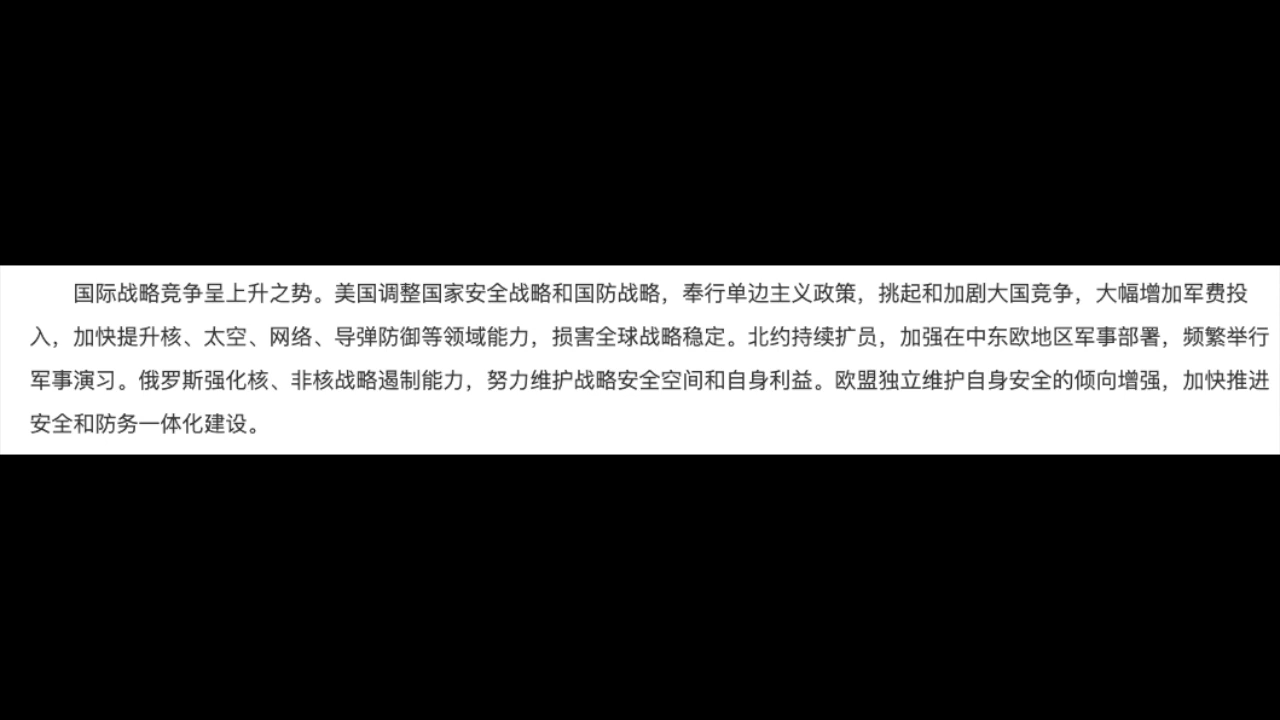 国际战略竞争呈上升之势。美国调整国家安全战略和国防战略，奉行单边主义政策，挑起和加剧大国竞争，大幅增加军费投
入，加快提升核、太空、网络、导弹防御等领域能力，损害全球战略稳定。北约持续扩员，加强在中东欧地区军事部署，频繁举行
军事演习。俄罗斯强化核、非核战略遏制能力，努力维护战略安全空间和自身利益。欧盟独立维护自身安全的倾向增强，加快推进
安全和防务一体化建设。